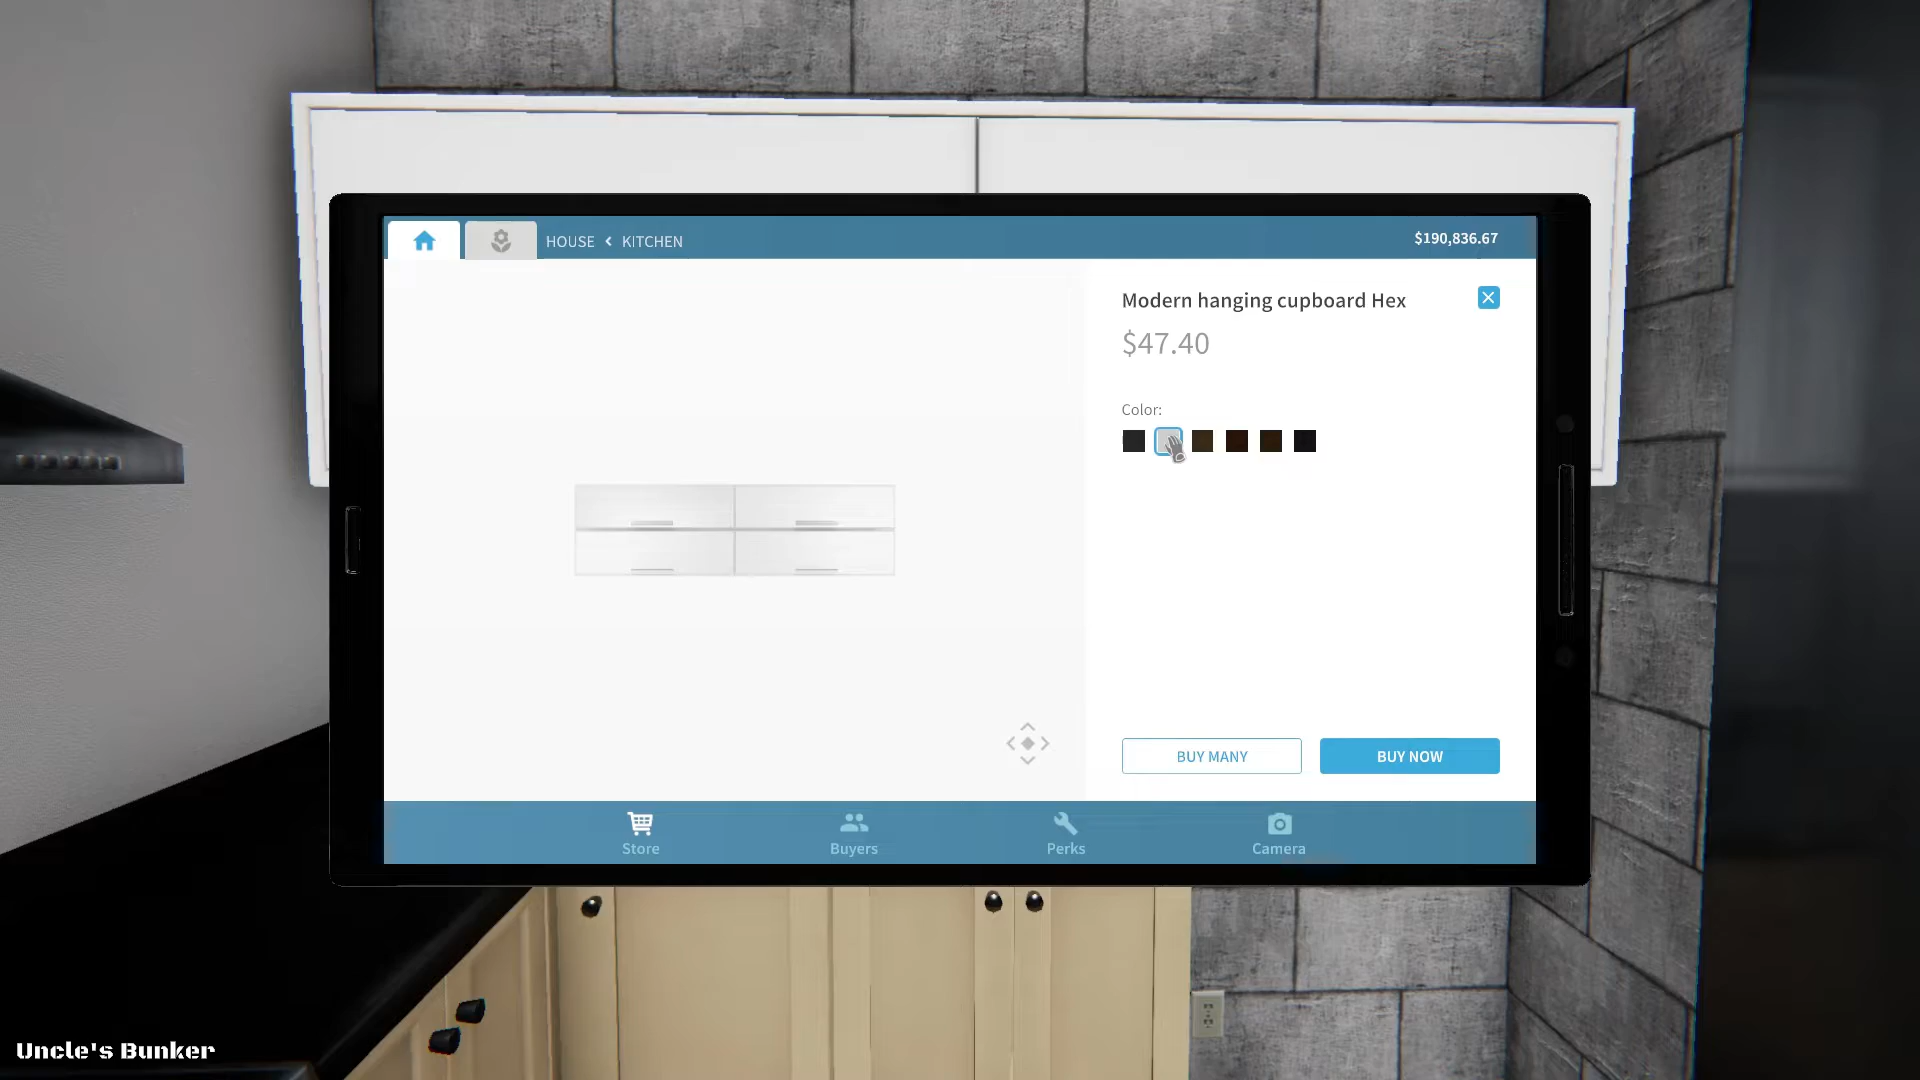 HOUSE < KITCHEN
$190,836.67
Modern hanging cupboard Hex
$47.40
Color:
BUY MANY
BUY NOW
Store
Buyers
Perks
Camera
Uncle's Bunker